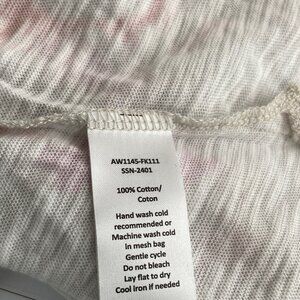 AW1145-FK111
SSN-2401
100% Cotton/
Coton
Hand wash cold
recommended or
Machine wash cold
in mesh bag
Gentle cycle
Do not bleach
Lay flat to dry
Cool iron if needed